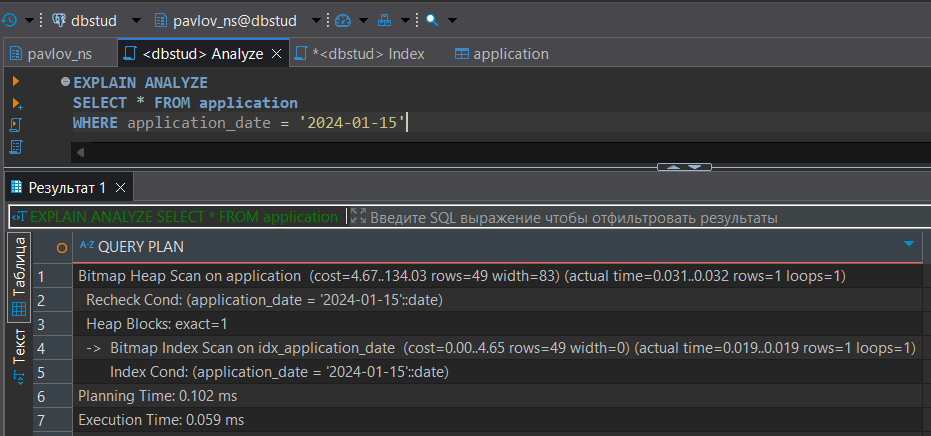 dbstud pavlov_ns@dbstud
pavlov_ns <dbstud> Analyze *<dbstud> Index application
EXPLAIN ANALYZE
SELECT * FROM application
WHERE application_date = '2024-01-15'
Результат 1
EXPLAIN ANALYZE SELECT * FROM application Введите SQL выражение чтобы отфильтровать результаты
Таблица
Текст
A-Z QUERY PLAN
1 Bitmap Heap Scan on application (cost=4.67..134.03 rows=49 width=83) (actual time=0.031..0.032 rows=1 loops=1)
2 Recheck Cond: (application_date = '2024-01-15'::date)
3 Heap Blocks: exact=1
4 -> Bitmap Index Scan on idx_application_date (cost=0.00..4.65 rows=49 width=0) (actual time=0.019..0.019 rows=1 loops=1)
5 Index Cond: (application_date = '2024-01-15'::date)
6 Planning Time: 0.102 ms
7 Execution Time: 0.059 ms